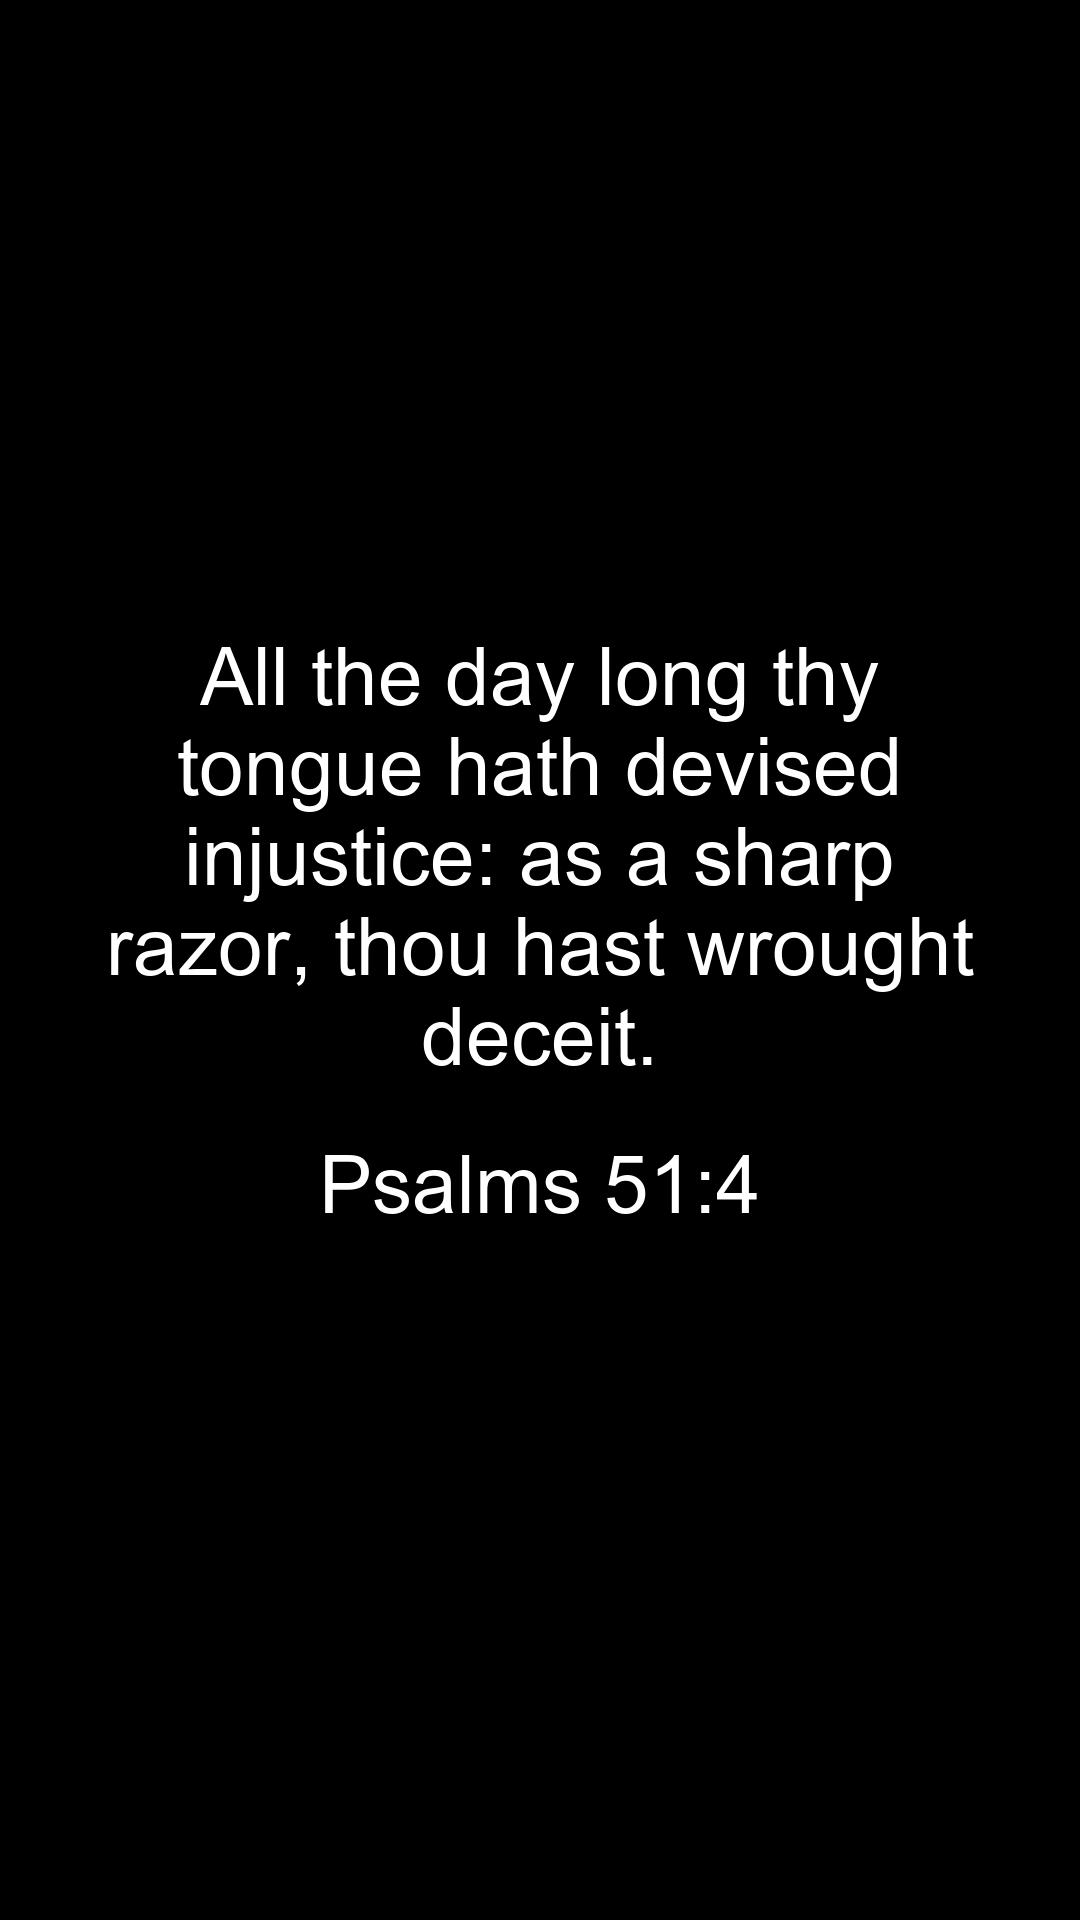 All the day long thy
tongue hath devised
injustice: as a sharp
razor, thou hast wrought
deceit.
Psalms 51:4